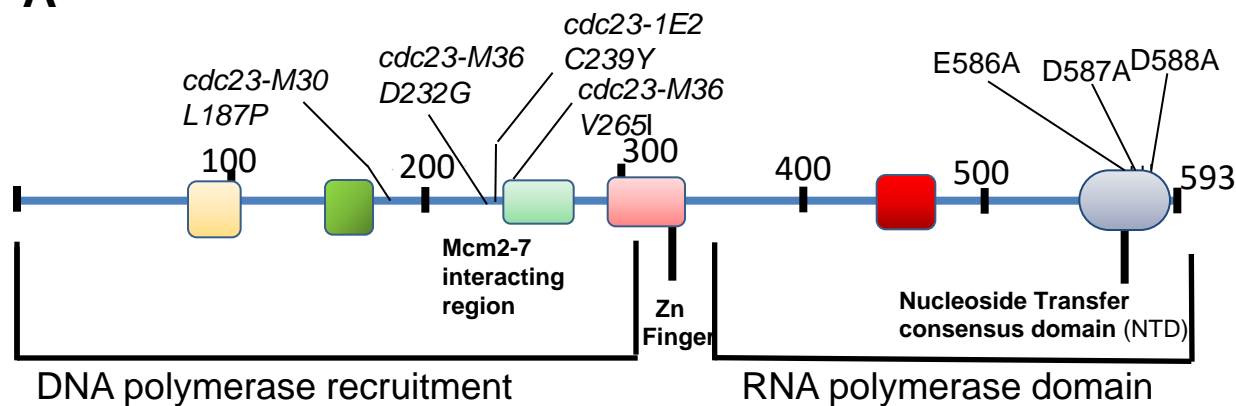 A
cdc23-1E2
C239Y
cdc23-M36
D232G
cdc23-M30
L187P
cdc23-M36
V265I
E586A
D587A
D588A
100
200
300
400
500
593
Mcm2-7
interacting
region
Zn
Finger
Nucleoside Transfer
consensus domain (NTD)
DNA polymerase recruitment
RNA polymerase domain